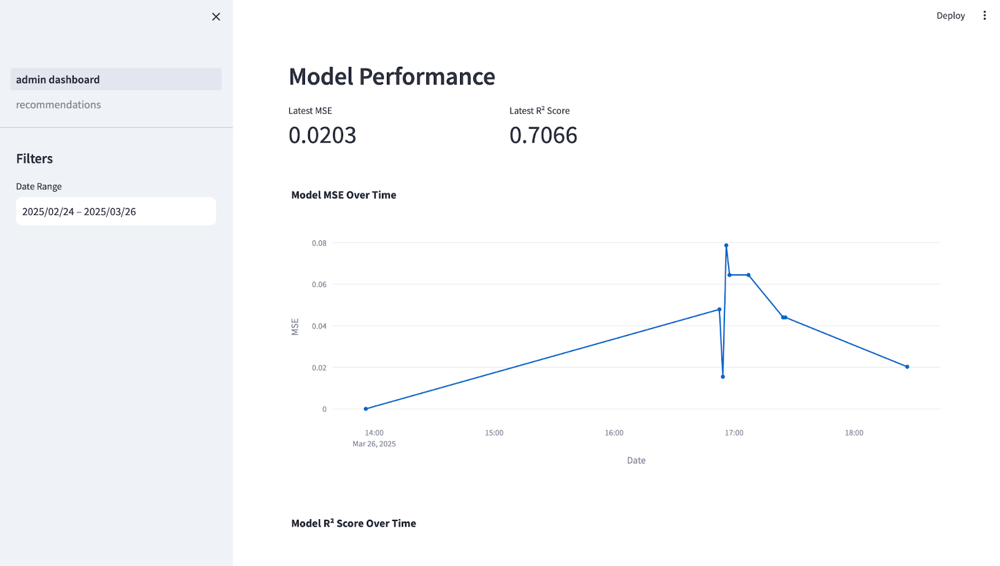 Deploy
admin dashboard
recommendations
Filters
Date Range
2025/02/24 – 2025/03/26
Model Performance
Latest MSE
0.0203
Latest R² Score
0.7066
Model MSE Over Time
0.08
0.06
0.04
0.02
0
MSE
14:00
Mar 26, 2025
15:00
16:00
17:00
18:00
Date
Model R² Score Over Time